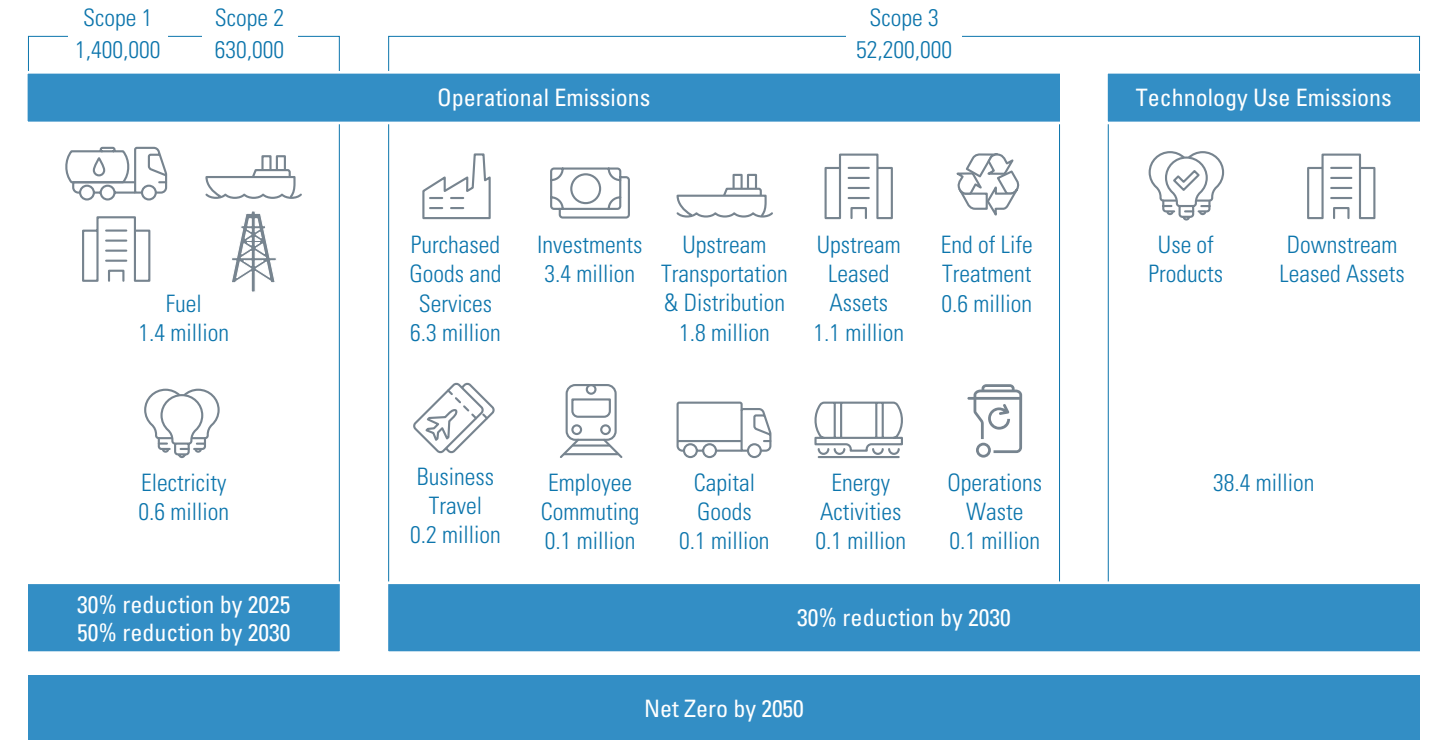 Scope 1
1,400,000
Scope 2
630,000
Scope 3
52,200,000
Operational Emissions
Technology Use Emissions
Fuel
1.4 million
Electricity
0.6 million
Purchased
Goods and
Services
6.3 million
Investments
3.4 million
Upstream
Transportation
& Distribution
1.8 million
Upstream
Leased
Assets
1.1 million
End of Life
Treatment
0.6 million
Business
Travel
0.2 million
Employee
Commuting
0.1 million
Capital
Goods
0.1 million
Energy
Activities
0.1 million
Operations
Waste
0.1 million
Use of
Products
Downstream
Leased Assets
38.4 million
30% reduction by 2025
50% reduction by 2030
30% reduction by 2030
Net Zero by 2050